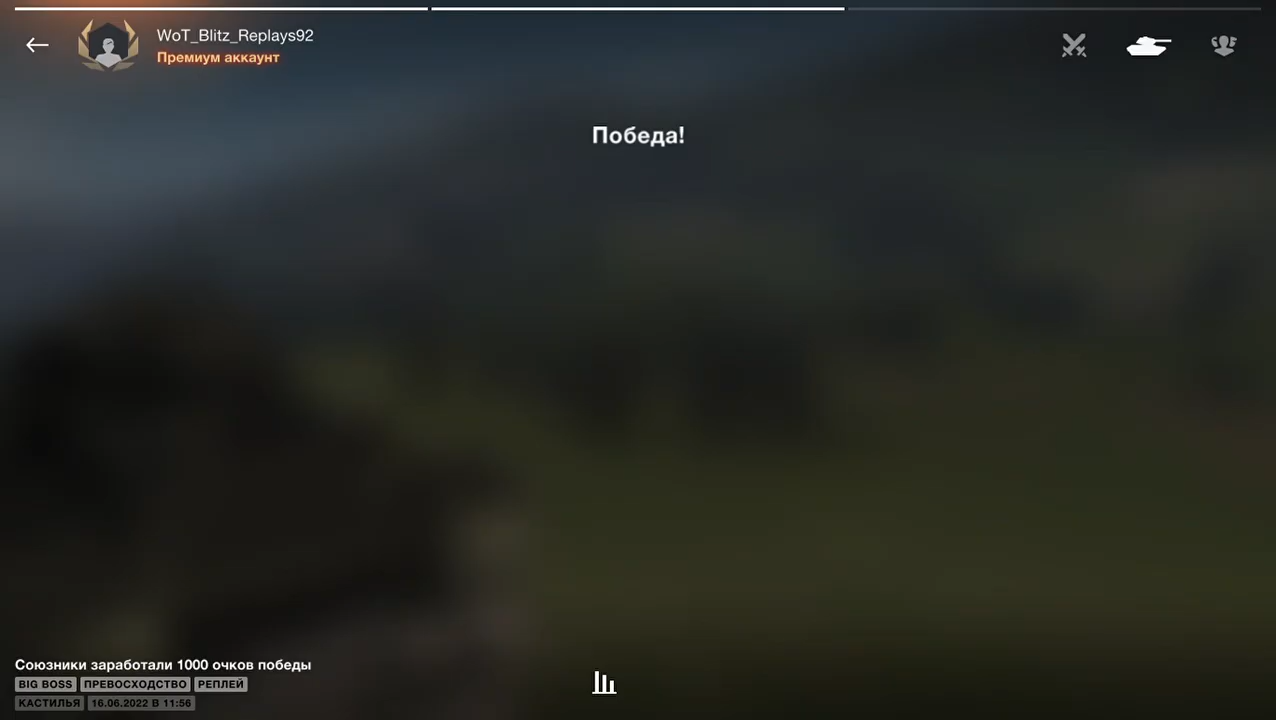 WoT_Blitz_Replays92
Премиум аккаунт
Победа!
Союзники заработали 1000 очков победы
BIG BOSS ПРЕВОСХОДСТВО РЕПЛЕЙ
КАСТИЛЬЯ 16.06.2022 В 11:56